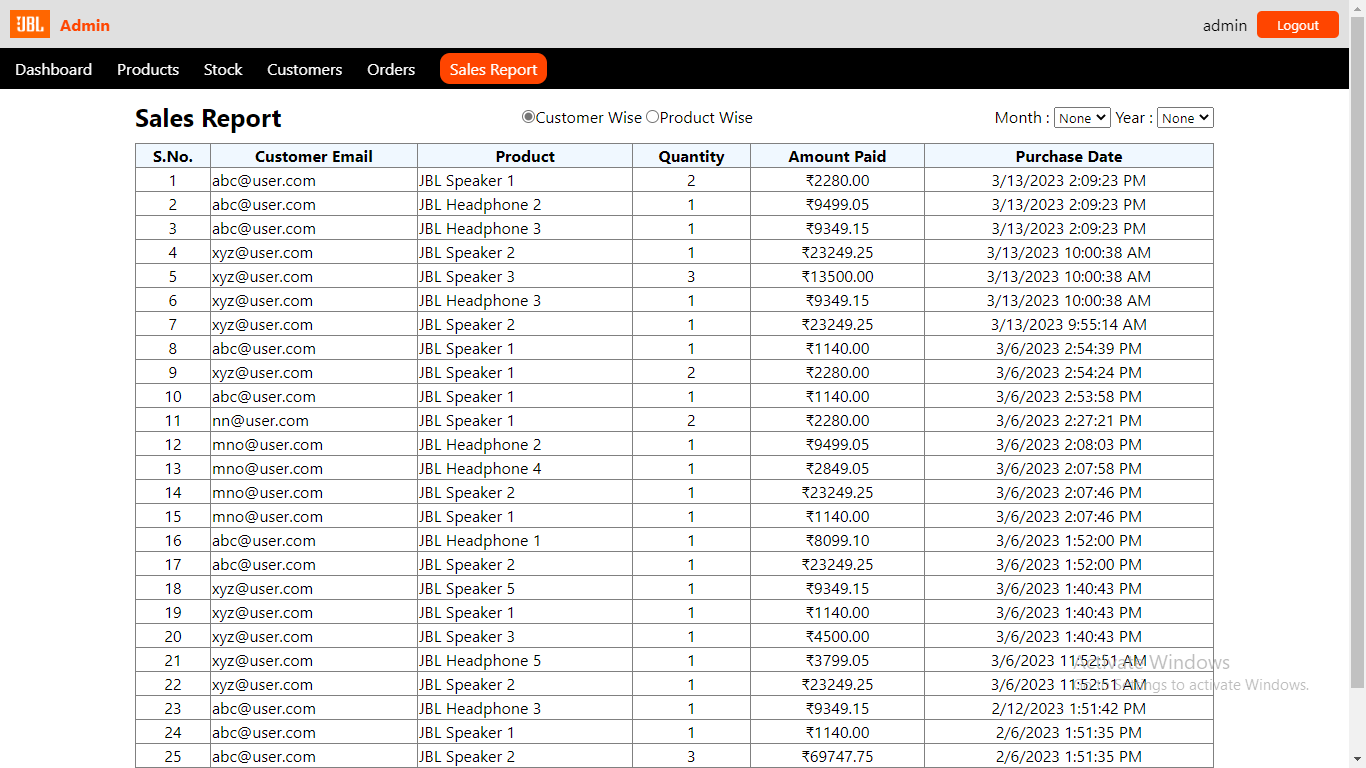 JBL Admin admin Logout
Dashboard Products Stock Customers Orders Sales Report
Sales Report Customer Wise Product Wise Month : None Year : None
S.No. Customer Email Product Quantity Amount Paid Purchase Date
1 abc@user.com JBL Speaker 1 2 ₹2280.00 3/13/2023 2:09:23 PM
2 abc@user.com JBL Headphone 2 1 ₹9499.05 3/13/2023 2:09:23 PM
3 abc@user.com JBL Headphone 3 1 ₹9349.15 3/13/2023 2:09:23 PM
4 xyz@user.com JBL Speaker 2 1 ₹23249.25 3/13/2023 10:00:38 AM
5 xyz@user.com JBL Speaker 3 3 ₹13500.00 3/13/2023 10:00:38 AM
6 xyz@user.com JBL Headphone 3 1 ₹9349.15 3/13/2023 10:00:38 AM
7 xyz@user.com JBL Speaker 2 1 ₹23249.25 3/13/2023 9:55:14 AM
8 abc@user.com JBL Speaker 1 1 ₹1140.00 3/6/2023 2:54:39 PM
9 xyz@user.com JBL Speaker 1 2 ₹2280.00 3/6/2023 2:54:24 PM
10 abc@user.com JBL Speaker 1 1 ₹1140.00 3/6/2023 2:53:58 PM
11 nn@user.com JBL Speaker 1 2 ₹2280.00 3/6/2023 2:27:21 PM
12 mno@user.com JBL Headphone 2 1 ₹9499.05 3/6/2023 2:08:03 PM
13 mno@user.com JBL Headphone 4 1 ₹2849.05 3/6/2023 2:07:58 PM
14 mno@user.com JBL Speaker 2 1 ₹23249.25 3/6/2023 2:07:46 PM
15 mno@user.com JBL Speaker 1 1 ₹1140.00 3/6/2023 2:07:46 PM
16 abc@user.com JBL Headphone 1 1 ₹8099.10 3/6/2023 1:52:00 PM
17 abc@user.com JBL Speaker 2 1 ₹23249.25 3/6/2023 1:52:00 PM
18 xyz@user.com JBL Speaker 5 1 ₹9349.15 3/6/2023 1:40:43 PM
19 xyz@user.com JBL Speaker 1 1 ₹1140.00 3/6/2023 1:40:43 PM
20 xyz@user.com JBL Speaker 3 1 ₹4500.00 3/6/2023 1:40:43 PM
21 xyz@user.com JBL Headphone 5 1 ₹3799.05 3/6/2023 11:52:51 AM
Activate Windows
22 xyz@user.com JBL Speaker 2 1 ₹23249.25 3/6/2023 11:52:51 AM
Go to Settings to activate Windows.
23 abc@user.com JBL Headphone 3 1 ₹9349.15 2/12/2023 1:51:42 PM
24 abc@user.com JBL Speaker 1 1 ₹1140.00 2/6/2023 1:51:35 PM
25 abc@user.com JBL Speaker 2 3 ₹69747.75 2/6/2023 1:51:35 PM